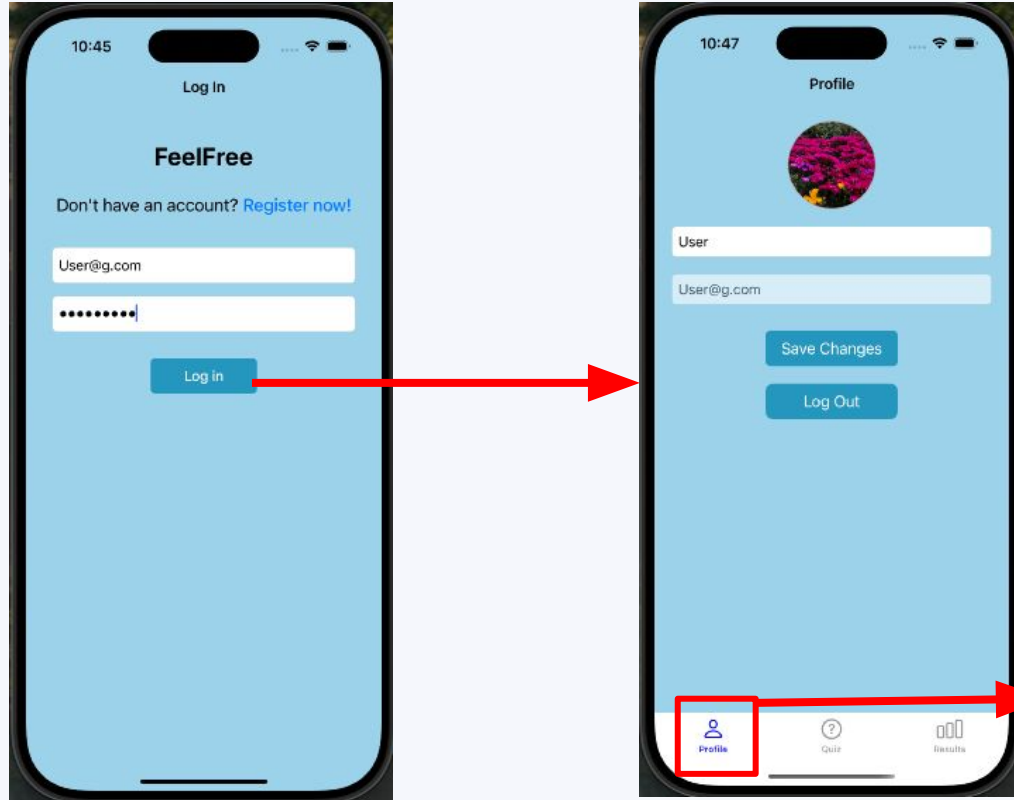 10:45
Log In
FeelFree
Don't have an account? Register now!
User@g.com
Log in
10:47
Profile
User
User@g.com
Save Changes
Log Out
Profile
Quiz
Results